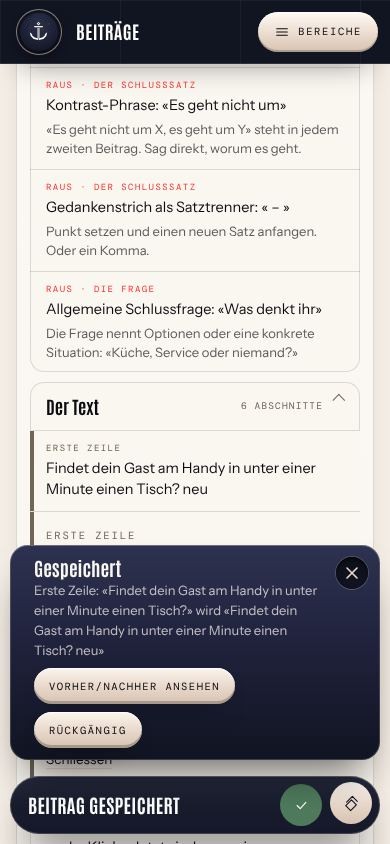 BEITRÄGE
BEREICHE
RAUS · DER SCHLUSSSATZ
Kontrast-Phrase: «Es geht nicht um»
«Es geht nicht um X, es geht um Y» steht in jedem
zweiten Beitrag. Sag direkt, worum es geht.
RAUS · DER SCHLUSSSATZ
Gedankenstrich als Satztrenner: « – »
Punkt setzen und einen neuen Satz anfangen.
Oder ein Komma.
RAUS · DIE FRAGE
Allgemeine Schlussfrage: «Was denkt ihr»
Die Frage nennt Optionen oder eine konkrete
Situation: «Küche, Service oder niemand?»
Der Text
6 ABSCHNITTE
ERSTE ZEILE
Findet dein Gast am Handy in unter einer
Minute einen Tisch? neu
ERSTE ZEILE
Gespeichert
Erste Zeile: «Findet dein Gast am Handy in unter
einer Minute einen Tisch?» wird «Findet dein
Gast am Handy in unter einer Minute einen
Tisch? neu»
VORHER/NACHHER ANSEHEN
RÜCKGÄNGIG
Schliessen
BEITRAG GESPEICHERT